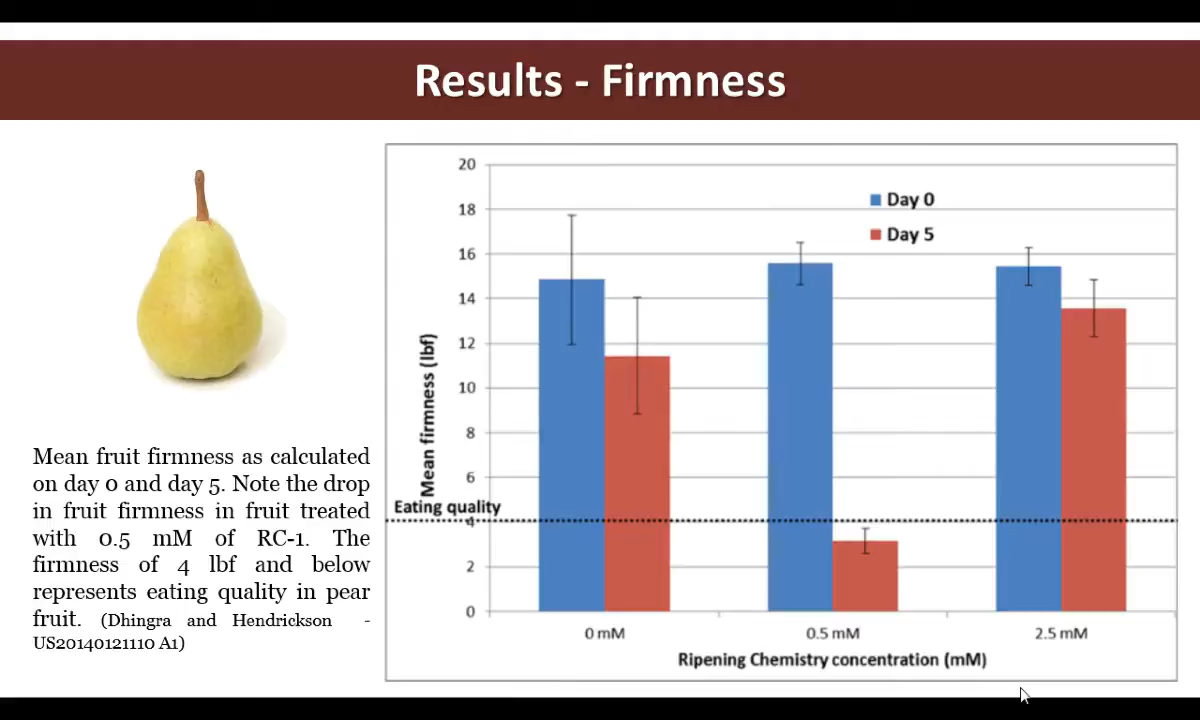 Results - Firmness
Mean fruit firmness as calculated
on day 0 and day 5. Note the drop
in fruit firmness in fruit treated
with 0.5 mM of RC-1. The
firmness of 4 lbf and below
represents eating quality in pear
fruit. (Dhingra and Hendrickson -
US20140121110 A1)
Mean firmness (lbf)
20
18
16
14
12
10
8
6
4
2
0
Eating quality
Day 0
Day 5
0 mM
0.5 mM
2.5 mM
Ripening Chemistry concentration (mM)